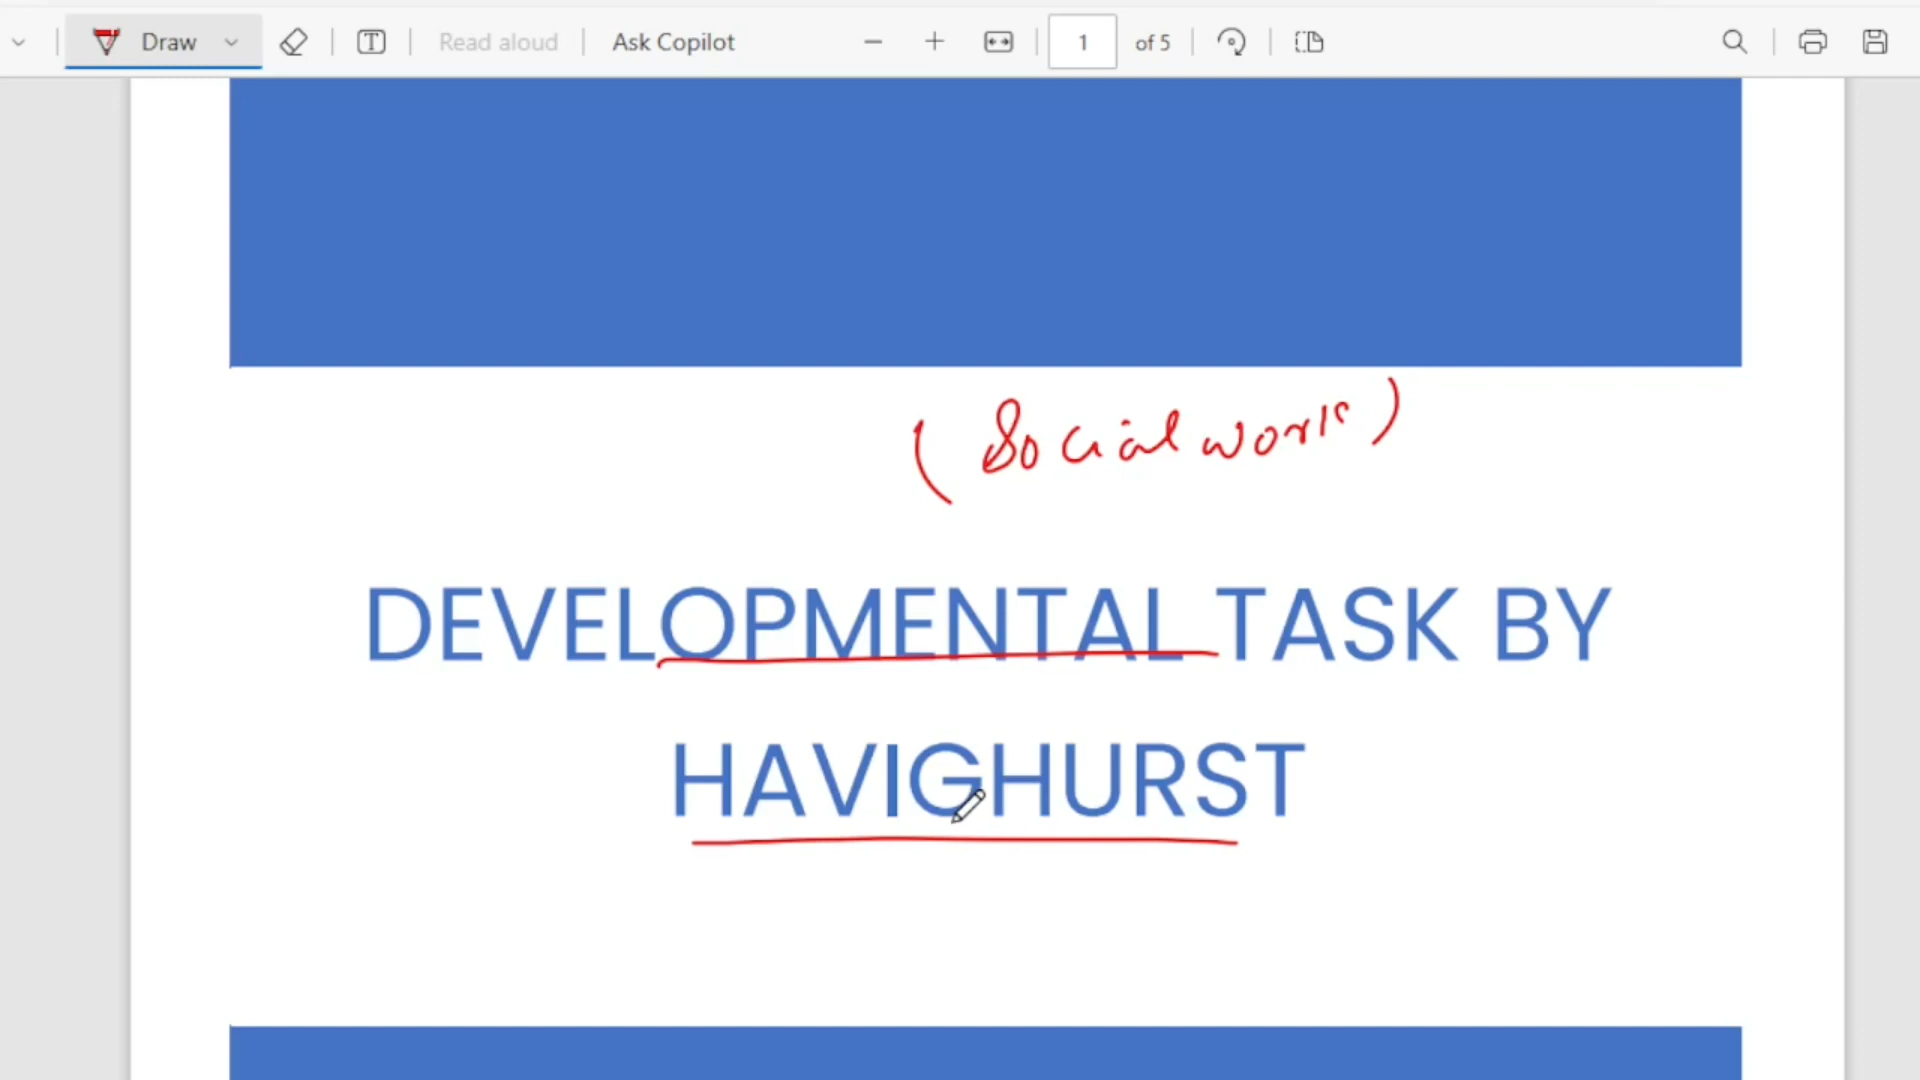 Draw Read aloud Ask Copilot 1 of 5
(Social work)
DEVELOPMENTAL TASK BY
HAVIGHURST